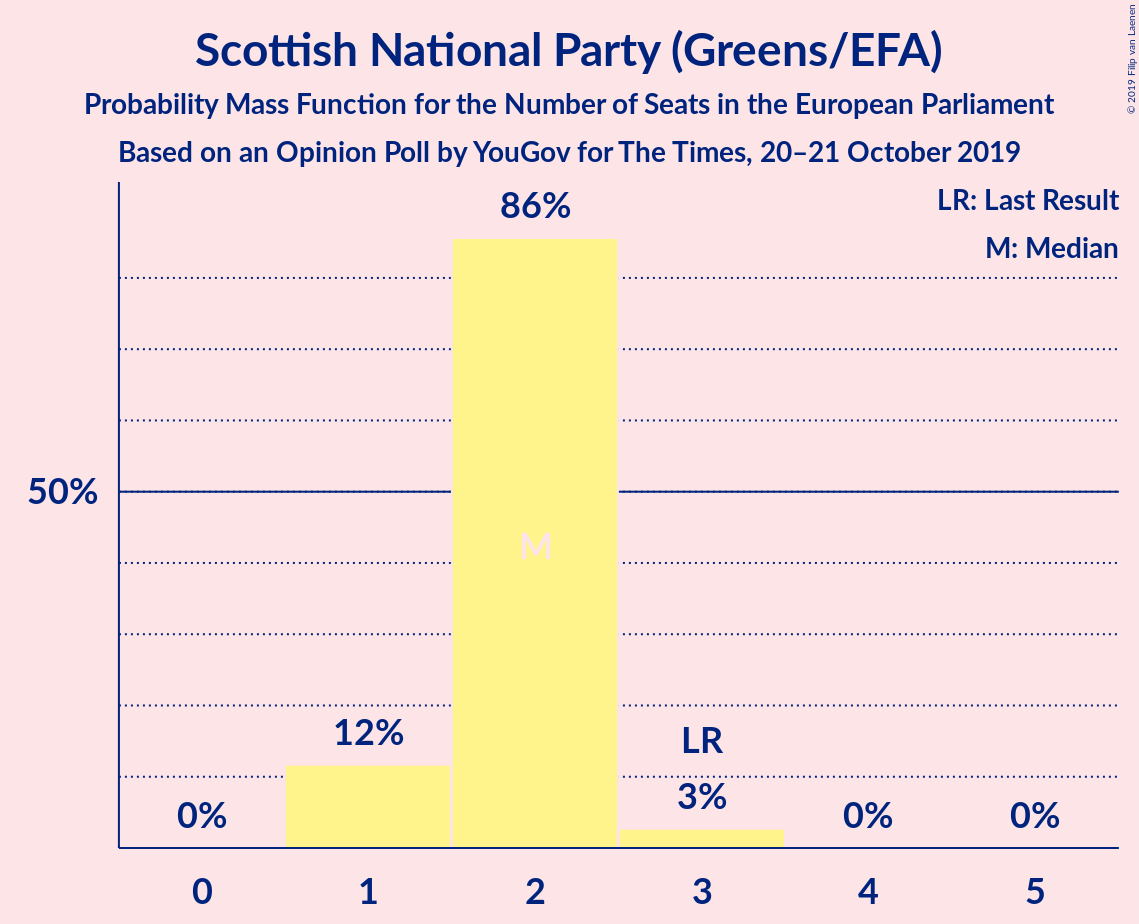 Scottish National Party (Greens/EFA)
Probability Mass Function for the Number of Seats in the European Parliament
Based on an Opinion Poll by YouGov for The Times, 20–21 October 2019
© 2019 Filip van Laenen
LR: Last Result
M: Median
86%
50%
M
12%
LR
3%
0%
0%
0%
0 1 2 3 4 5